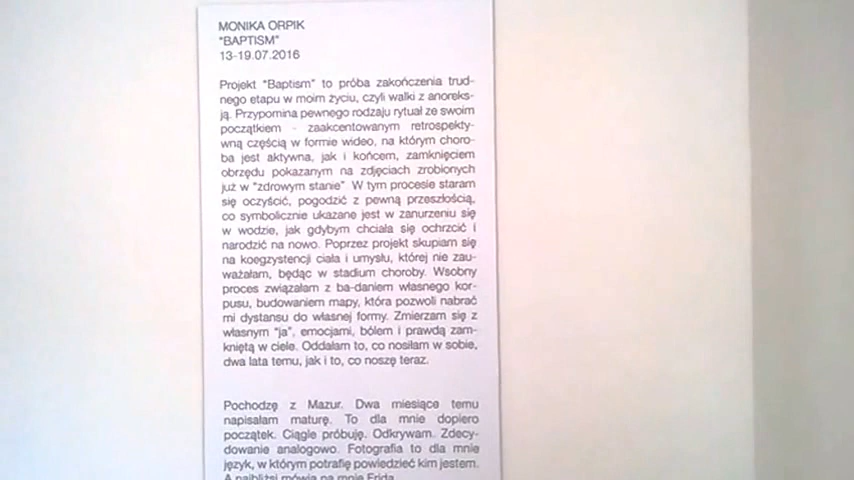 MONIKA ORPIK
“BAPTISM”
13-19.07.2016
Projekt “Baptism” to próba zakończenia trud-
nego etapu w moim życiu, czyli walki z anoreks-
ją. Przypomina pewnego rodzaju rytuał ze swoim
początkiem - zaakcentowanym retrospekty-
wną częścią w formie wideo, na którym choro-
ba jest aktywna, jak i końcem, zamknięciem
obrzędu pokazanym na zdjęciach zrobionych
już w “zdrowym stanie” W tym procesie staram
się oczyścić, pogodzić z pewną przeszłością,
co symbolicznie ukazane jest w zanurzeniu się
w wodzie, jak gdybym chciała się ochrzcić i
narodzić na nowo. Poprzez projekt skupiam się
na koegzystencji ciała i umysłu, której nie zau-
ważałam, będąc w stadium choroby. Wsobny
proces związałam z ba-daniem własnego kor-
pusu, budowaniem mapy, która pozwoli nabrać
mi dystansu do własnej formy. Zmierzam się z
własnym “ja”, emocjami, bólem i prawdą zam-
kniętą w ciele. Oddałam to, co nosiłam w sobie,
dwa lata temu, jak i to, co noszę teraz.
Pochodzę z Mazur. Dwa miesiące temu
napisałam maturę. To dla mnie dopiero
początek. Ciągle próbuję. Odkrywam. Zdecy-
dowanie analogowo. Fotografia to dla mnie
język, w którym potrafię powiedzieć kim jestem.
A najbliżsi mówią na mnie Frida.